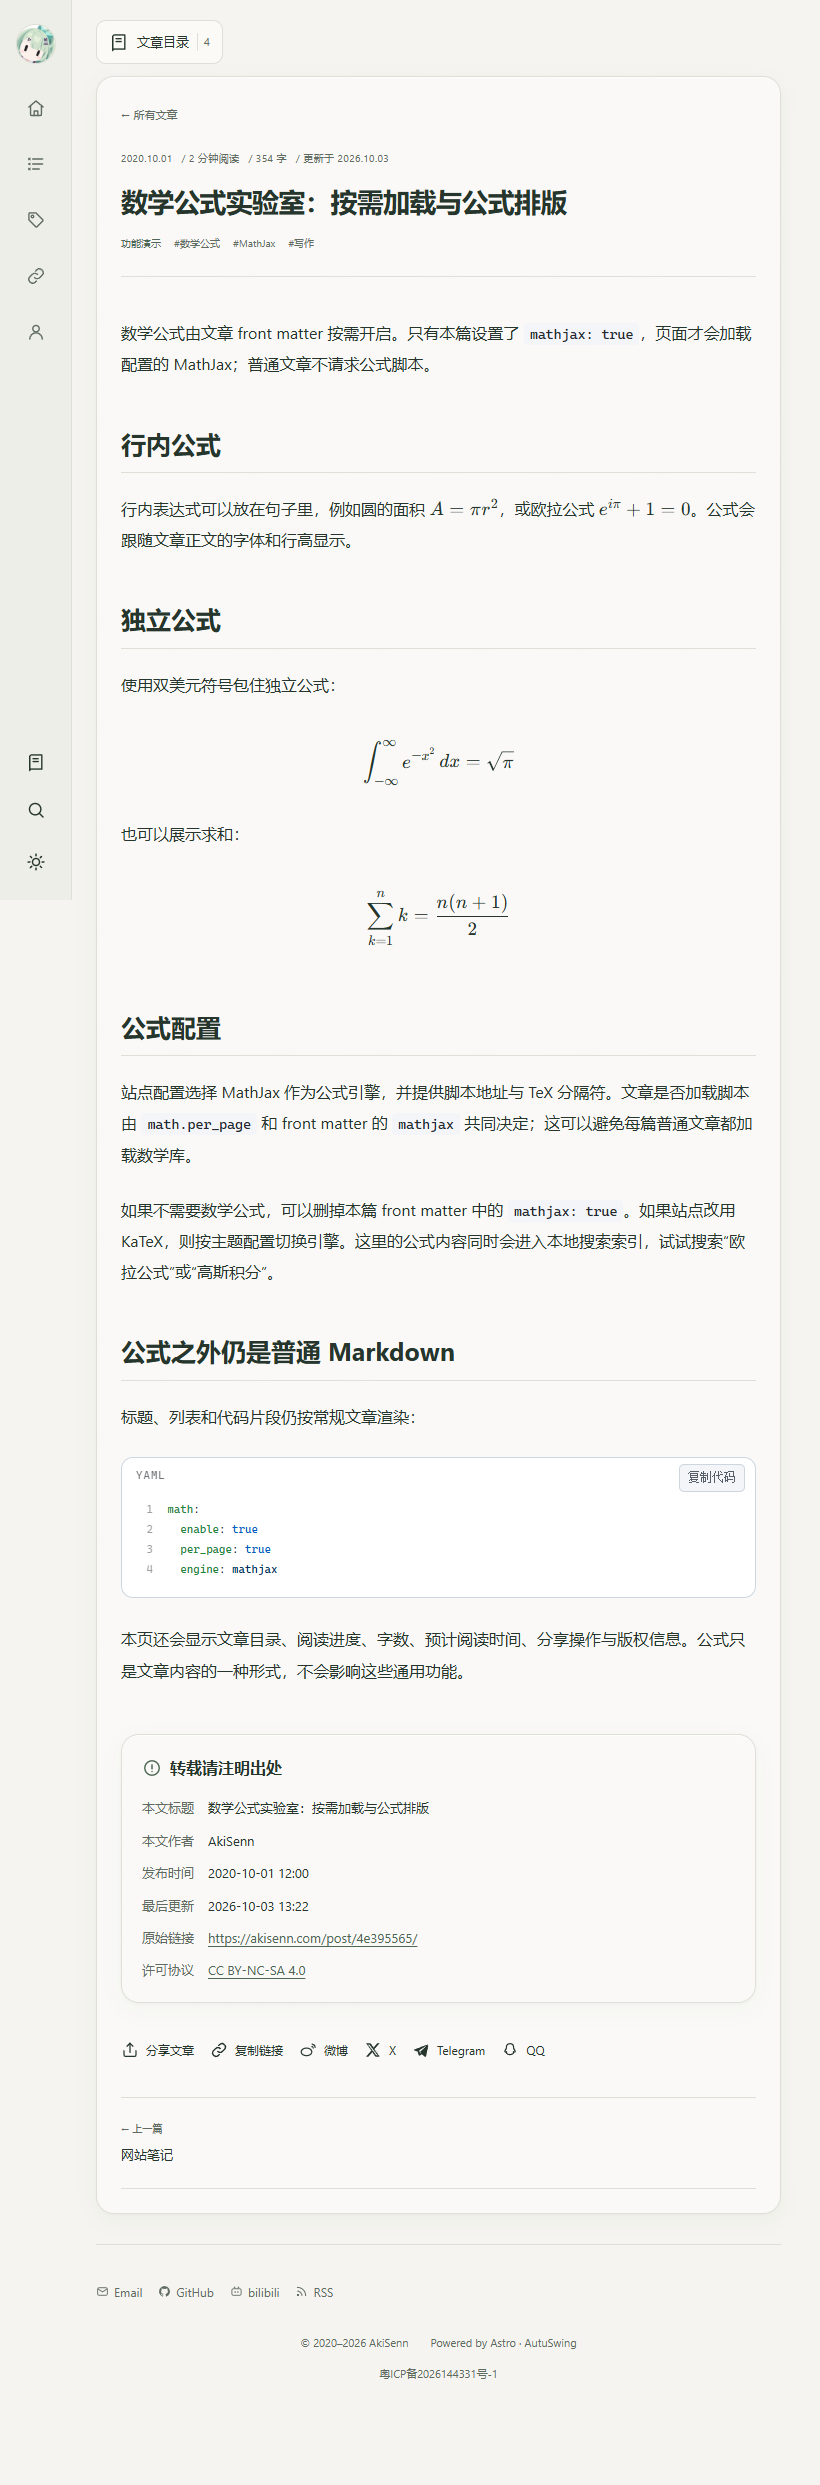 文章目录 4
← 所有文章
2020.10.01 / 2 分钟阅读 / 354 字 / 更新于 2026.10.03
数学公式实验室：按需加载与公式排版
功能演示 #数学公式 #MathJax #写作
数学公式由文章 front matter 按需开启。只有本篇设置了 mathjax: true ，页面才会加载
配置的 MathJax；普通文章不请求公式脚本。
行内公式
行内表达式可以放在句子里，例如圆的面积 A = πr²，或欧拉公式 e^{iπ} + 1 = 0。公式会
跟随文章正文的字体和行高显示。
独立公式
使用双美元符号包住独立公式：
∫_{-∞}^{∞} e^{-x²} dx = √π
也可以展示求和：
∑_{k=1}^{n} k = n(n + 1)/2
公式配置
站点配置选择 MathJax 作为公式引擎，并提供脚本地址与 TeX 分隔符。文章是否加载脚本
由 math.per_page 和 front matter 的 mathjax 共同决定；这可以避免每篇普通文章都加
载数学库。
如果不需要数学公式，可以删掉本篇 front matter 中的 mathjax: true 。如果站点改用
KaTeX，则按主题配置切换引擎。这里的公式内容同时会进入本地搜索索引，试试搜索“欧
拉公式”或“高斯积分”。
公式之外仍是普通 Markdown
标题、列表和代码片段仍按常规文章渲染：
YAML 复制代码
1 math:
2   enable: true
3   per_page: true
4   engine: mathjax
本页还会显示文章目录、阅读进度、字数、预计阅读时间、分享操作与版权信息。公式只
是文章内容的一种形式，不会影响这些通用功能。
转载请注明出处
本文标题 数学公式实验室：按需加载与公式排版
本文作者 AkiSenn
发布时间 2020-10-01 12:00
最后更新 2026-10-03 13:22
原始链接 https://akisenn.com/post/4e395565/
许可协议 CC BY-NC-SA 4.0
分享文章 复制链接 微博 X Telegram QQ
← 上一篇
网站笔记
Email GitHub bilibili RSS
© 2020–2026 AkiSenn Powered by Astro · AutuSwing
粤ICP备2026144331号-1